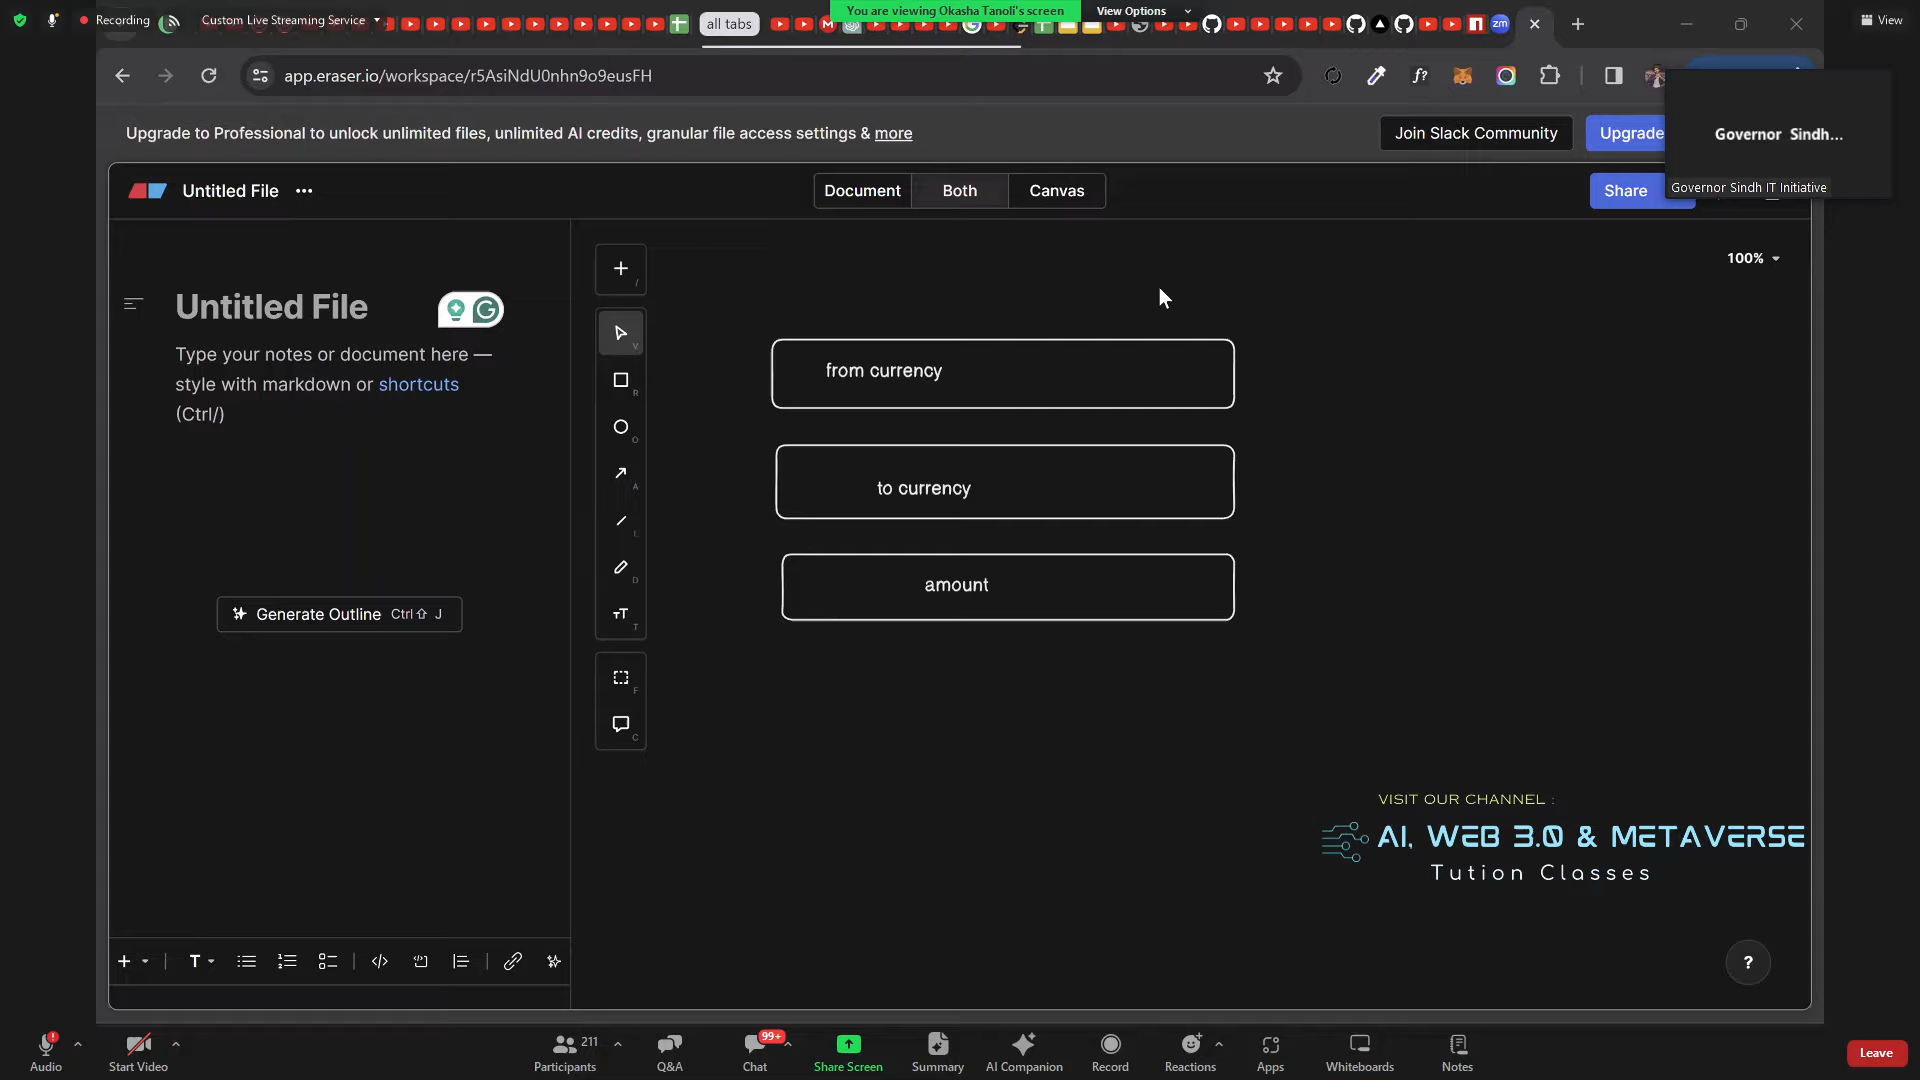 Recording
Custom Live Streaming Service
all tabs
You are viewing Okasha Tanoli's screen
View Options
View
zm
app.eraser.io/workspace/r5AsiNdU0nhn9o9eusFH
f?
Upgrade to Professional to unlock unlimited files, unlimited AI credits, granular file access settings & more
Join Slack Community
Upgrade
Governor Sindh...
Governor Sindh IT Initiative
Untitled File
Document
Both
Canvas
Share
100%
Untitled File
Type your notes or document here —
style with markdown or shortcuts
(Ctrl/)
Generate Outline Ctrl⇧ J
/
V
R
O
A
L
D
T
F
C
from currency
to currency
amount
VISIT OUR CHANNEL :
AI, WEB 3.0 & METAVERSE
Tution Classes
T
?
Audio
Start Video
211
Participants
Q&A
99+
Chat
Share Screen
Summary
AI Companion
Record
Reactions
Apps
Whiteboards
Notes
Leave